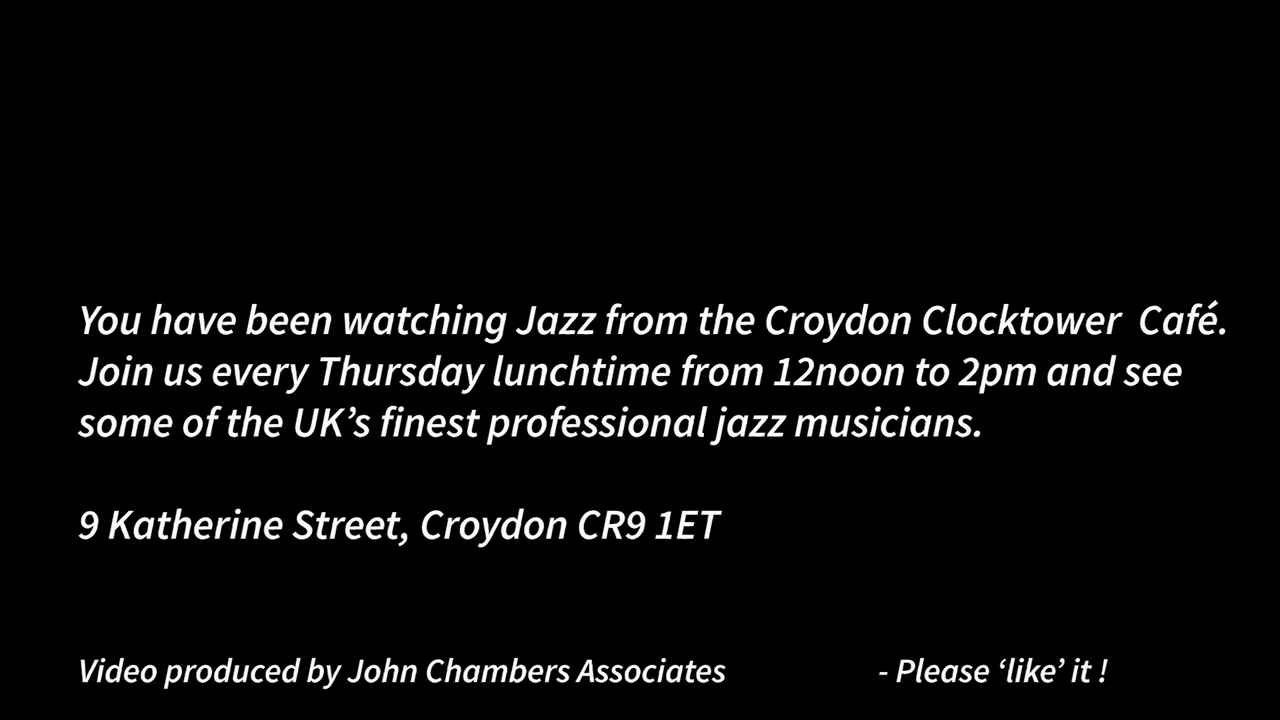 You have been watching Jazz from the Croydon Clocktower  Café.
Join us every Thursday lunchtime from 12noon to 2pm and see
some of the UK’s finest professional jazz musicians.
9 Katherine Street, Croydon CR9 1ET
Video produced by John Chambers Associates - Please ‘like’ it !